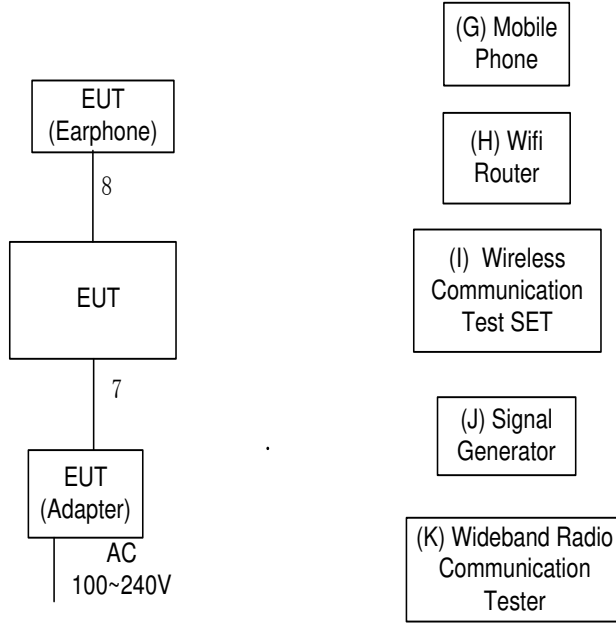 EUT
(Earphone)
8
EUT
7
EUT
(Adapter)
AC
100~240V
(G) Mobile
Phone
(H) Wifi
Router
(I) Wireless
Communication
Test SET
(J) Signal
Generator
(K) Wideband Radio
Communication
Tester